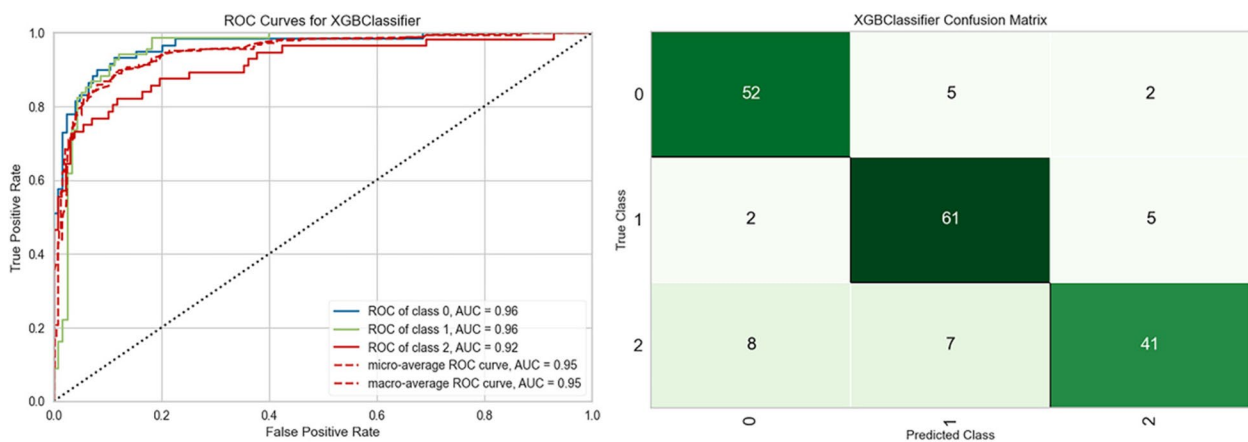 ROC Curves for XGBClassifier
1.0
0.8
0.6
0.4
0.2
0.0
True Positive Rate
ROC of class 0, AUC = 0.96
ROC of class 1, AUC = 0.96
ROC of class 2, AUC = 0.92
micro-average ROC curve, AUC = 0.95
macro-average ROC curve, AUC = 0.95
0.0 0.2 0.4 0.6 0.8 1.0
False Positive Rate
XGBClassifier Confusion Matrix
True Class
0 52 5 2
1 2 61 5
2 8 7 41
0 1 2
Predicted Class